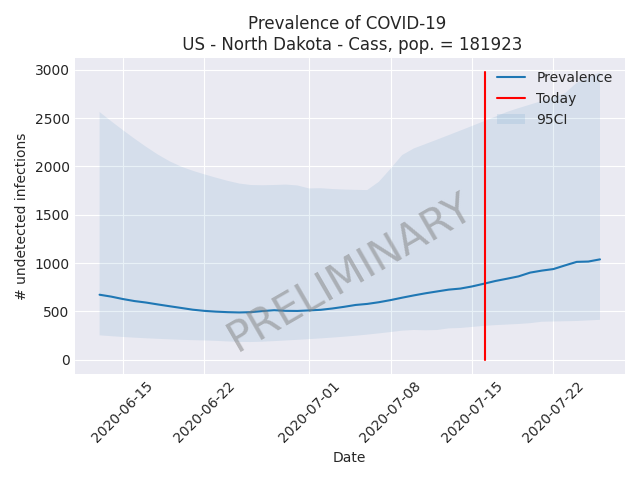 Prevalence of COVID-19
US - North Dakota - Cass, pop. = 181923
3000
2500
2000
1500
1000
500
0
# undetected infections
Prevalence
Today
95CI
PRELIMINARY
2020-06-15
2020-06-22
2020-07-01
2020-07-08
2020-07-15
2020-07-22
Date